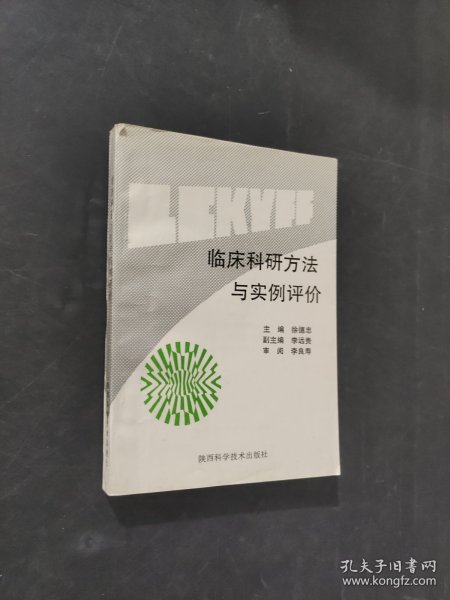 LCKYFF
临床科研方法
与实例评价
主 编 徐德忠
副主编 李远贵
审 阅 李良寿
陕西科学技术出版社
孔夫子旧书网
www.kongfz.com